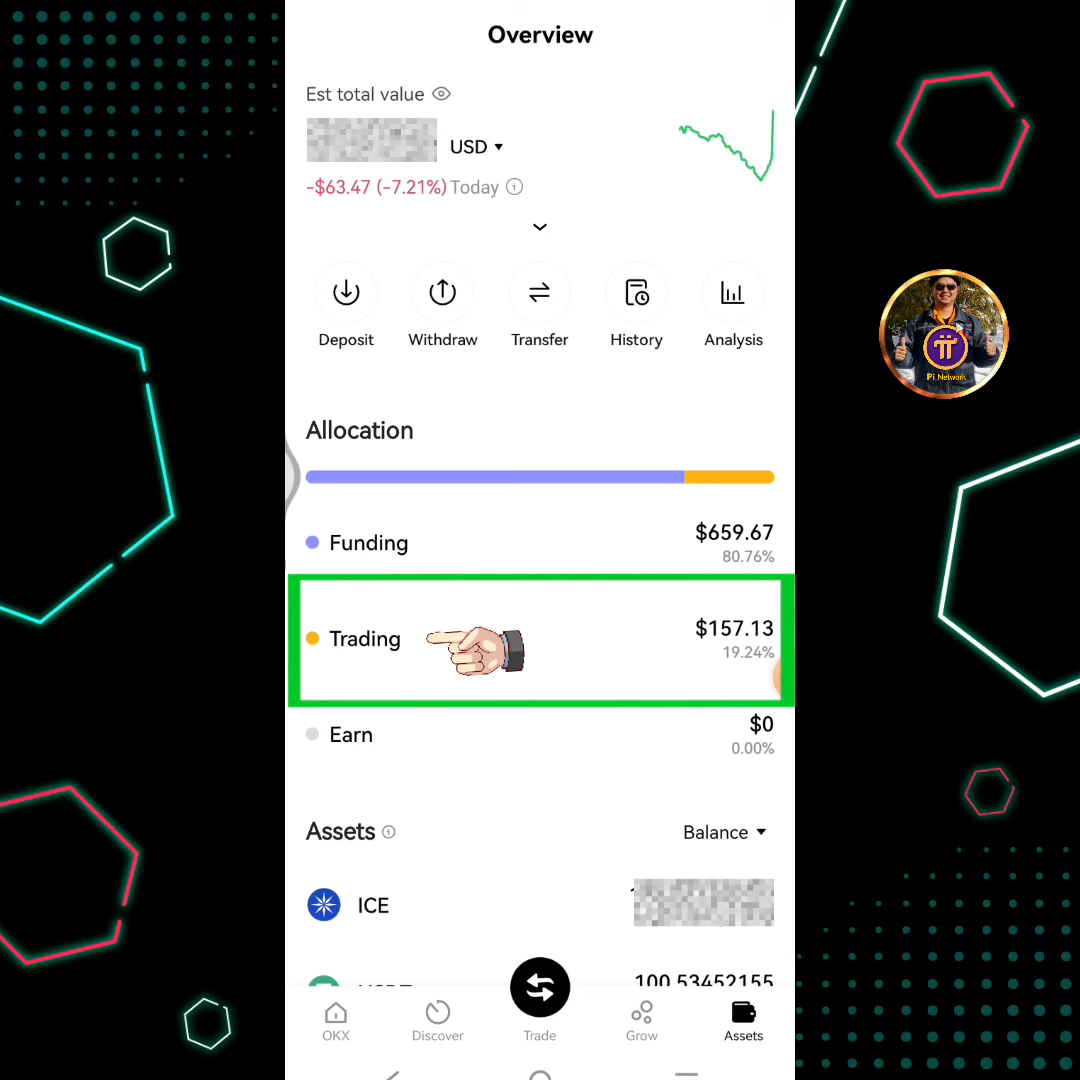 Overview
Est total value
USD
-$63.47 (-7.21%) Today
Deposit Withdraw Transfer History Analysis
Pi Network
Allocation
Funding $659.67
80.76%
Trading $157.13
19.24%
Earn $0
0.00%
Assets Balance
ICE
USDT 100.53452155
OKX Discover Trade Grow Assets